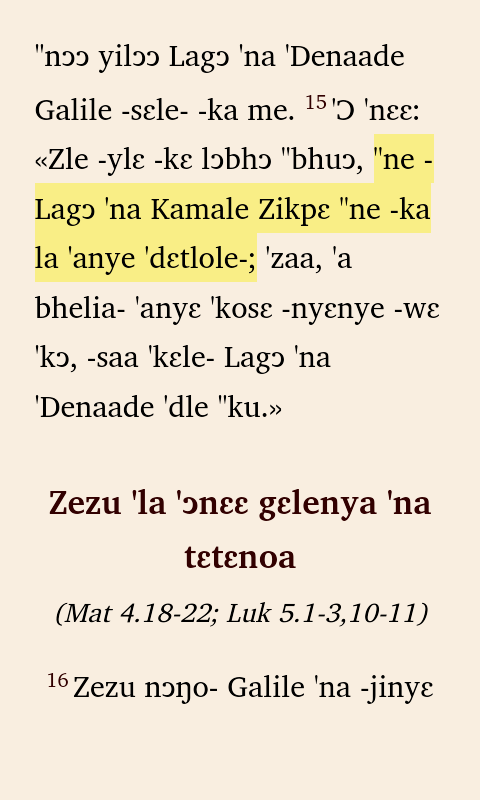 "nɔɔ yilɔɔ Lagɔ 'na 'Denaade
Galile -sɛle- -ka me. 15 'Ɔ 'nɛɛ:
«Zle -ylɛ -kɛ lɔbhɔ "bhuɔ, "ne -
Lagɔ 'na Kamale Zikpɛ "ne -ka
la 'anye 'dɛtlole-; 'zaa, 'a
bhelia- 'anyɛ 'kosɛ -nyɛnye -wɛ
'kɔ, -saa 'kɛle- Lagɔ 'na
'Denaade 'dle "ku.»
Zezu 'la 'ɔnɛɛ gɛlenya 'na
tɛtɛnoa
(Mat 4.18-22; Luk 5.1-3,10-11)
16 Zezu nɔŋo- Galile 'na -jinyɛ